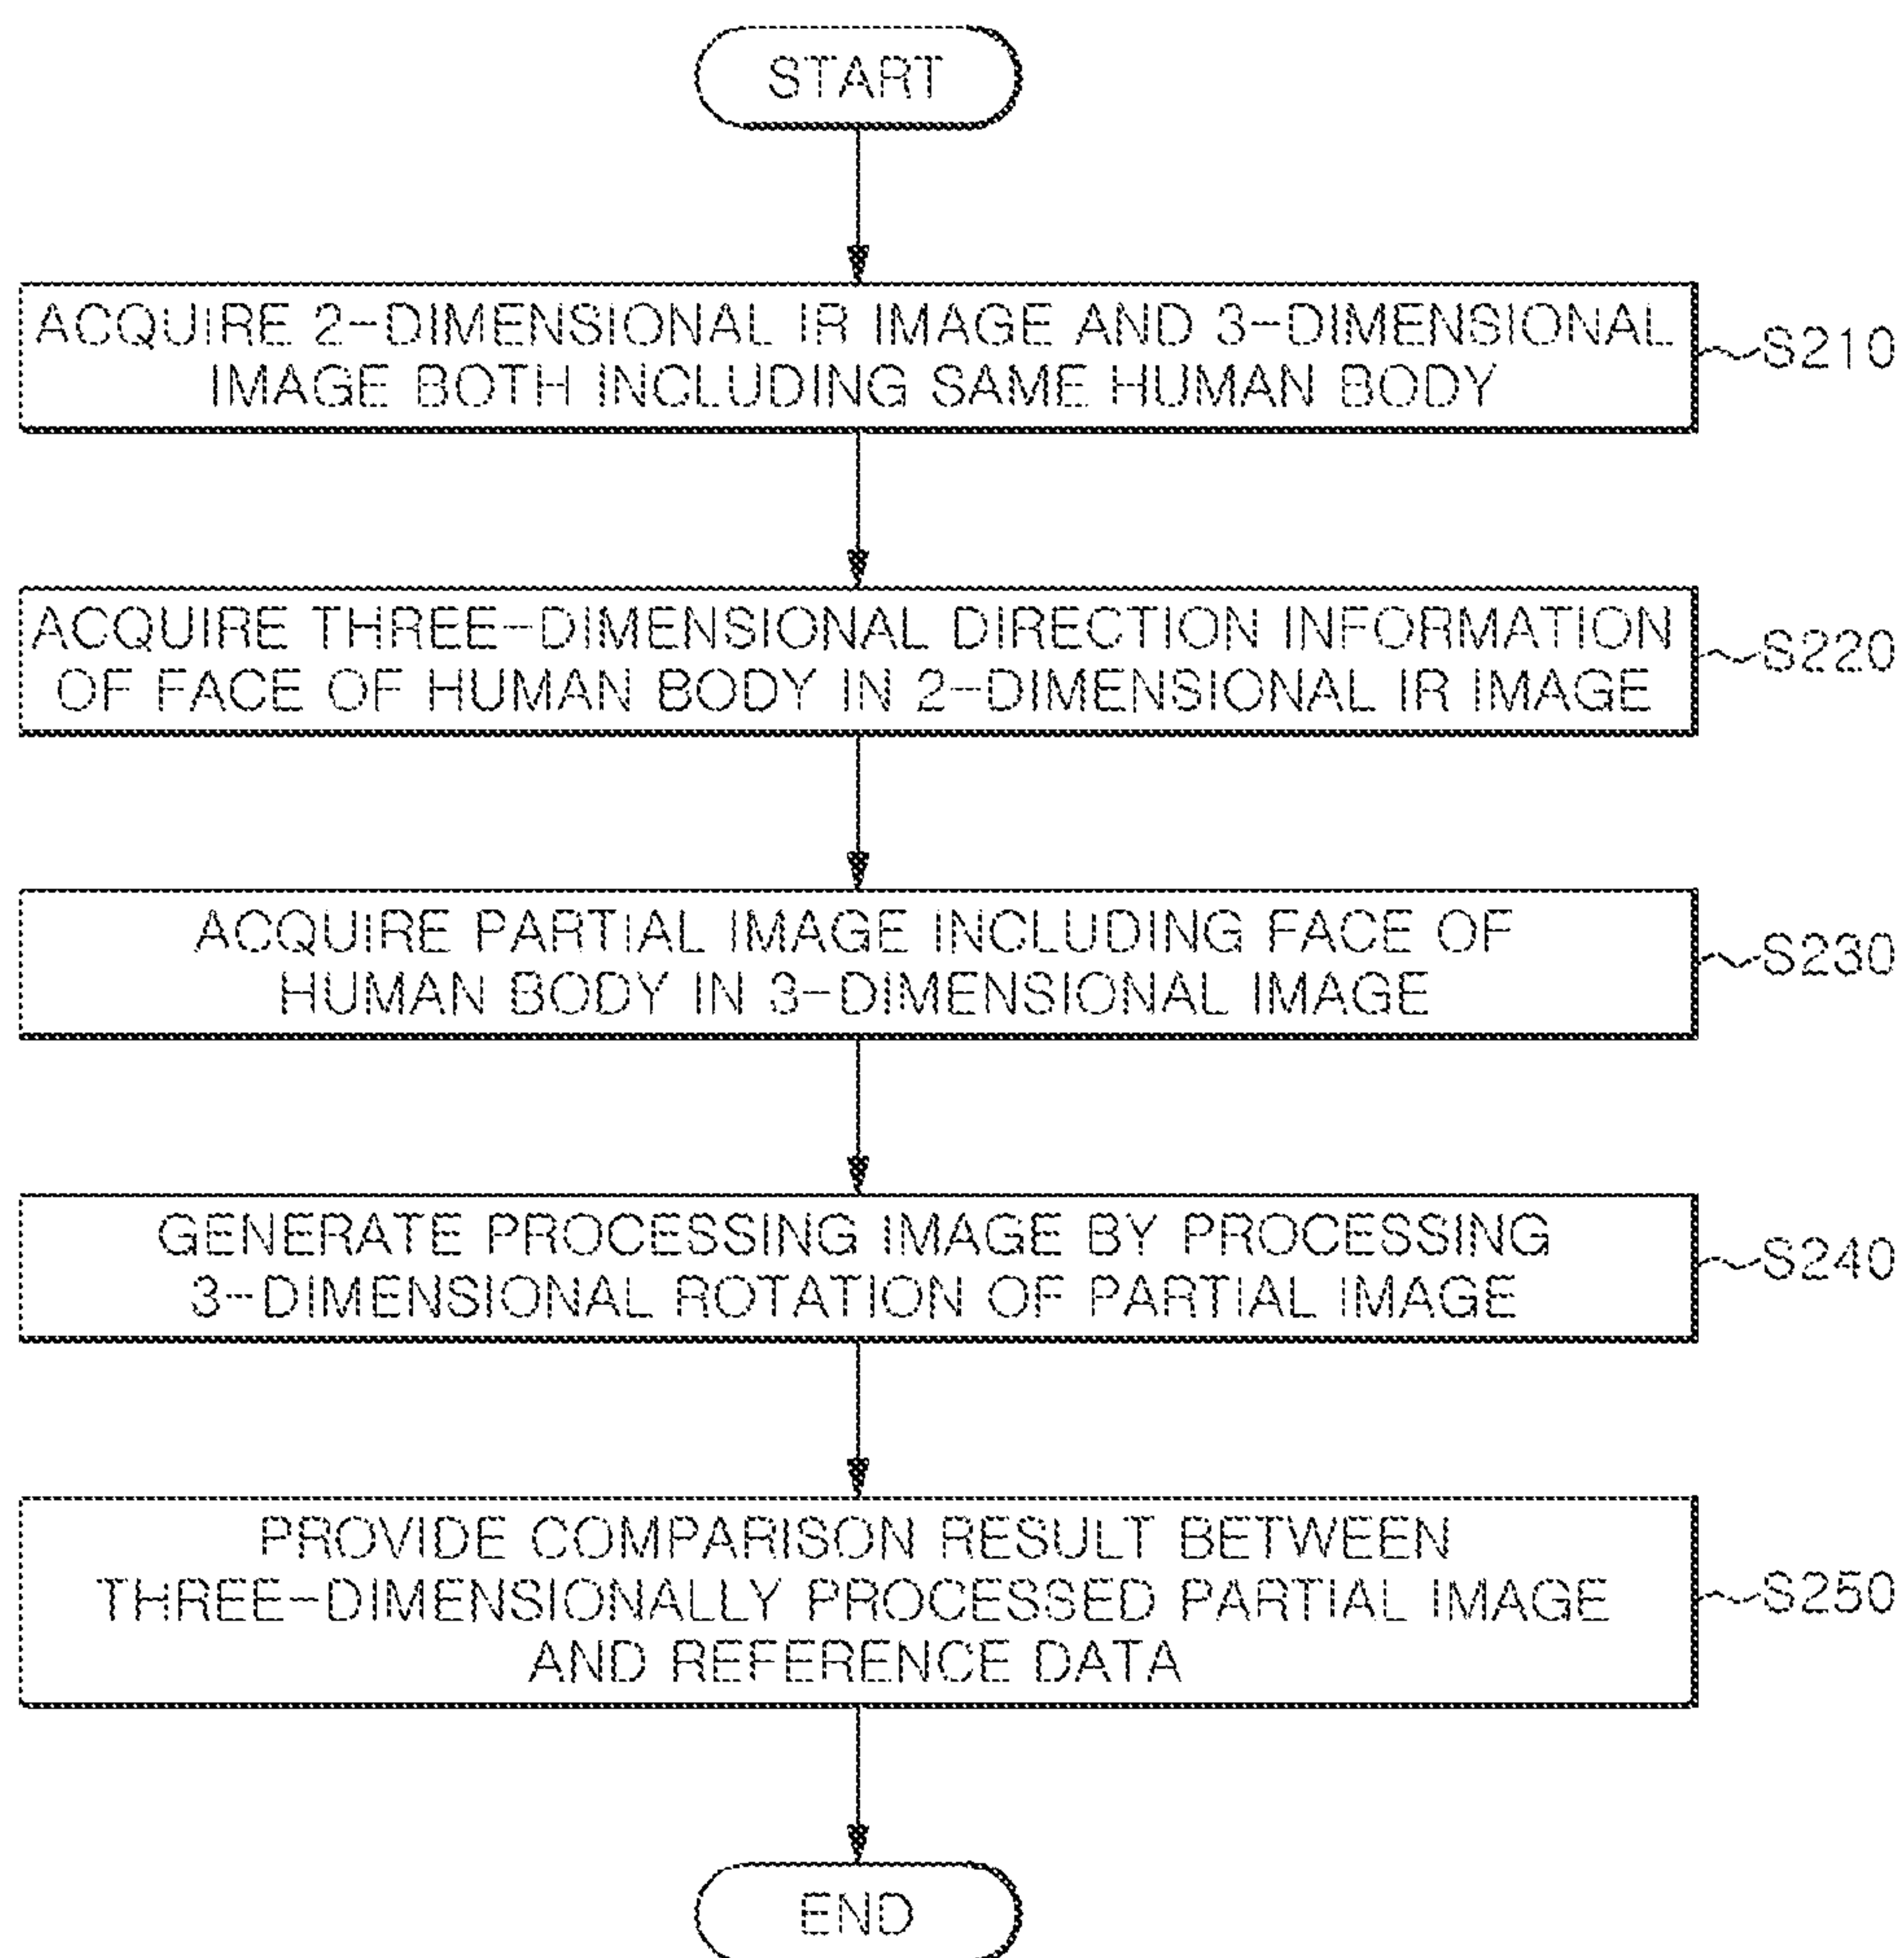 START
ACQUIRE 2-DIMENSIONAL IR IMAGE AND 3-DIMENSIONAL
IMAGE BOTH INCLUDING SAME HUMAN BODY
S210
ACQUIRE THREE-DIMENSIONAL DIRECTION INFORMATION
OF FACE OF HUMAN BODY IN 2-DIMENSIONAL IR IMAGE
S220
ACQUIRE PARTIAL IMAGE INCLUDING FACE OF
HUMAN BODY IN 3-DIMENSIONAL IMAGE
S230
GENERATE PROCESSING IMAGE BY PROCESSING
3-DIMENSIONAL ROTATION OF PARTIAL IMAGE
S240
PROVIDE COMPARISON RESULT BETWEEN
THREE-DIMENSIONALLY PROCESSED PARTIAL IMAGE
AND REFERENCE DATA
S250
END